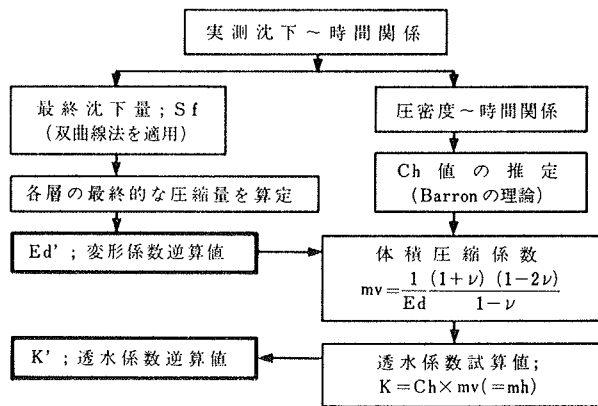 実測沈下～時間関係
最終沈下量；Sf
(双曲線法を適用)
圧密度～時間関係
各層の最終的な圧縮量を算定
Ch 値の推定
(Barronの理論)
Ed'；変形係数逆算値
体積圧縮係数
mv=1/Ed (1+ν)(1−2ν)/1−ν
K'；透水係数逆算値
透水係数試算値；
K=Ch×mv(=mh)